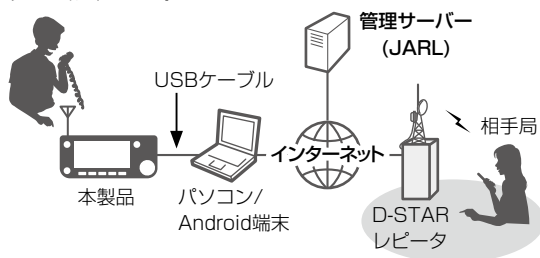 管理サーバー
(JARL)
USBケーブル
インターネット
相手局
本製品
パソコン/
Android端末
D-STAR
レピータ